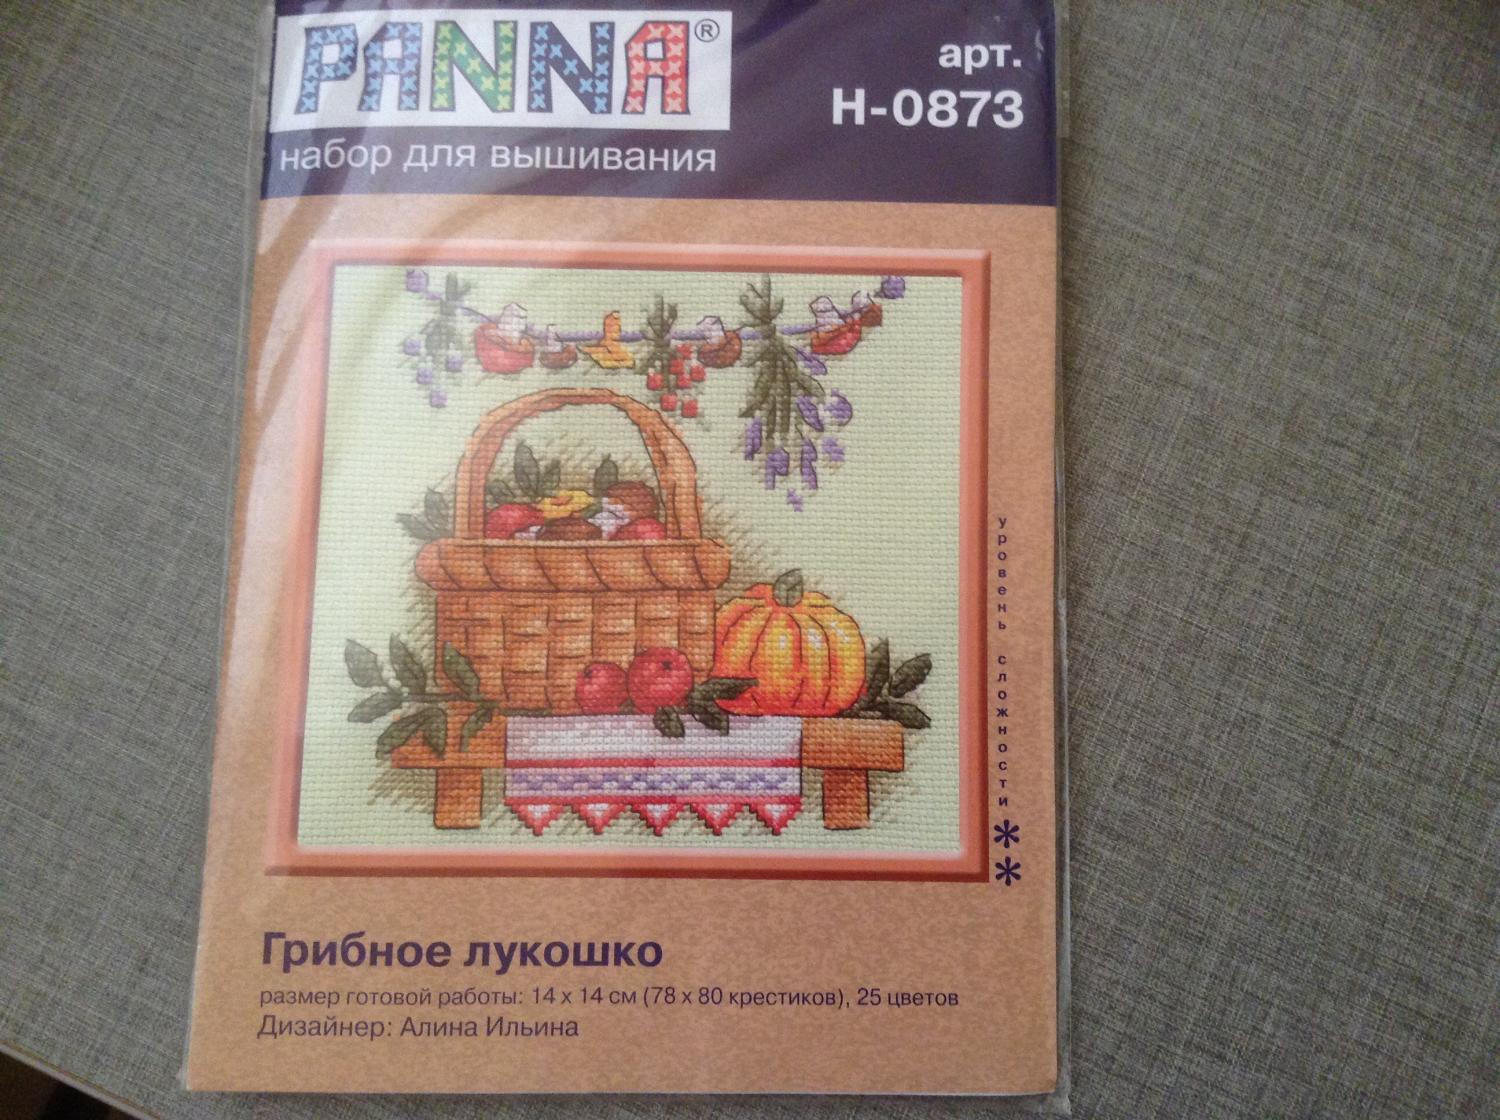 PANNA®
набор для вышивания
арт.
Н-0873
уровень сложности **
Грибное лукошко
размер готовой работы: 14 х 14 см (78 х 80 крестиков), 25 цветов
Дизайнер: Алина Ильина